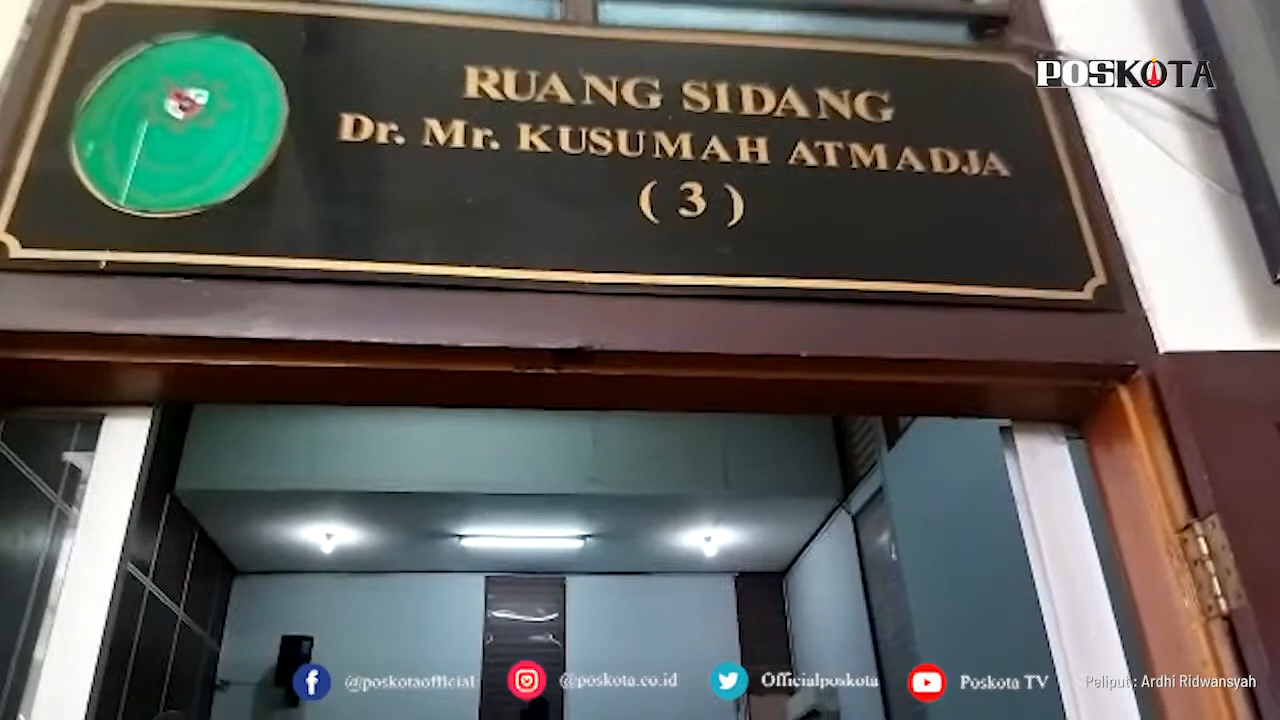 POSKOTA
RUANG SIDANG
Dr. Mr. KUSUMAH ATMADJA
( 3 )
@poskotaofficial
@poskota.co.id
Officialposkota
Poskota TV
Peliput : Ardhi Ridwansyah